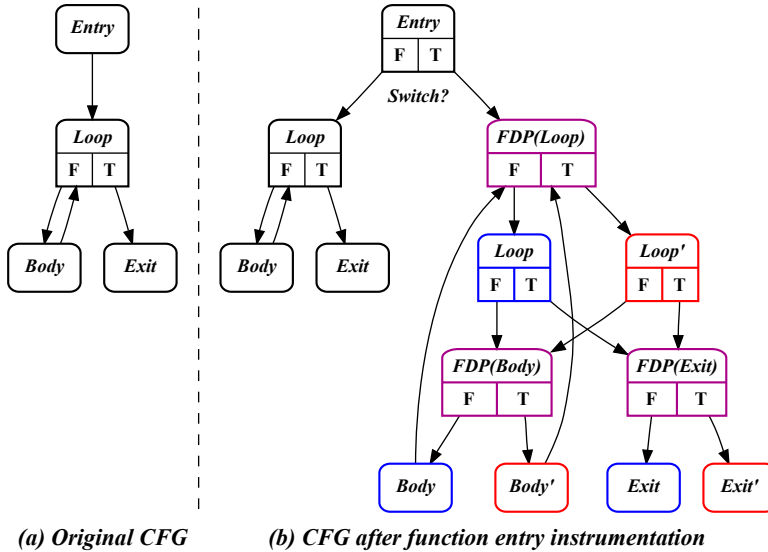 Entry
Loop
F T
Body Exit
(a) Original CFG
Entry
F T
Switch?
Loop
F T
Body Exit
FDP(Loop)
F T
Loop
F T
Loop'
F T
FDP(Body)
F T
FDP(Exit)
F T
Body Body' Exit Exit'
(b) CFG after function entry instrumentation